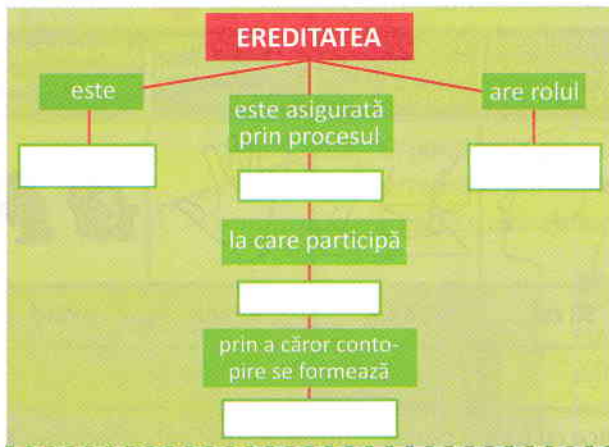 EREDITATEA
este
este asigurată
prin procesul
are rolul
la care participă
prin a căror conto-
pire se formează